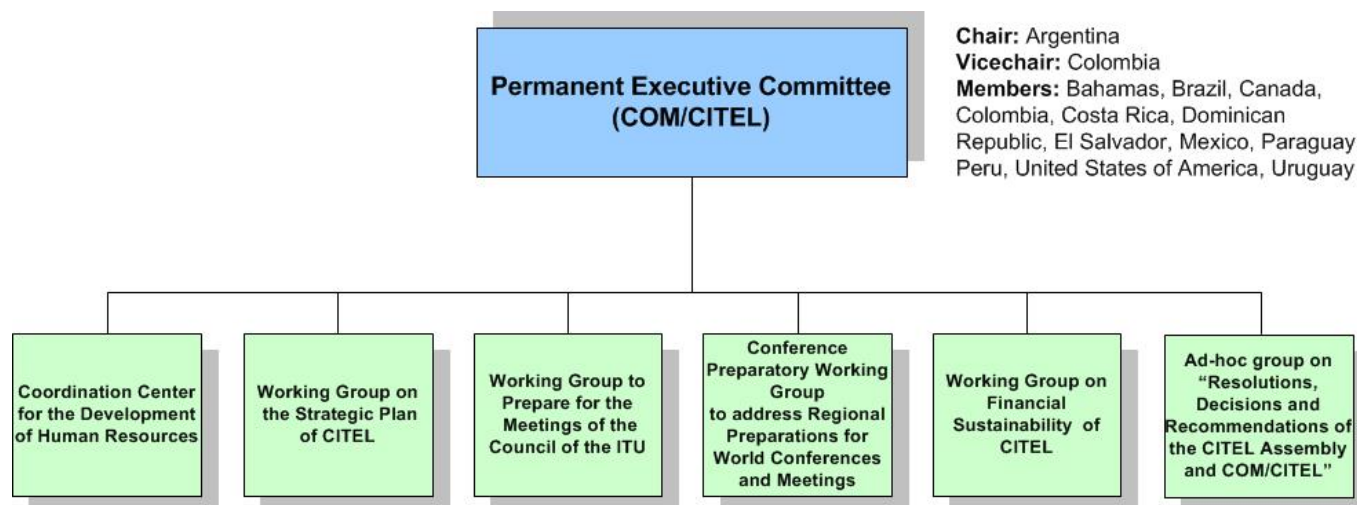 Permanent Executive Committee
(COM/CITEL)
Chair: Argentina
Vicechair: Colombia
Members: Bahamas, Brazil, Canada,
Colombia, Costa Rica, Dominican
Republic, El Salvador, Mexico, Paraguay
Peru, United States of America, Uruguay
Coordination Center
for the Development
of Human Resources
Working Group on
the Strategic Plan
of CITEL
Working Group to
Prepare for the
Meetings of the
Council of the ITU
Conference
Preparatory Working
Group
to address Regional
Preparations for
World Conferences
and Meetings
Working Group on
Financial
Sustainability of
CITEL
Ad-hoc group on
“Resolutions,
Decisions and
Recommendations of
the CITEL Assembly
and COM/CITEL”